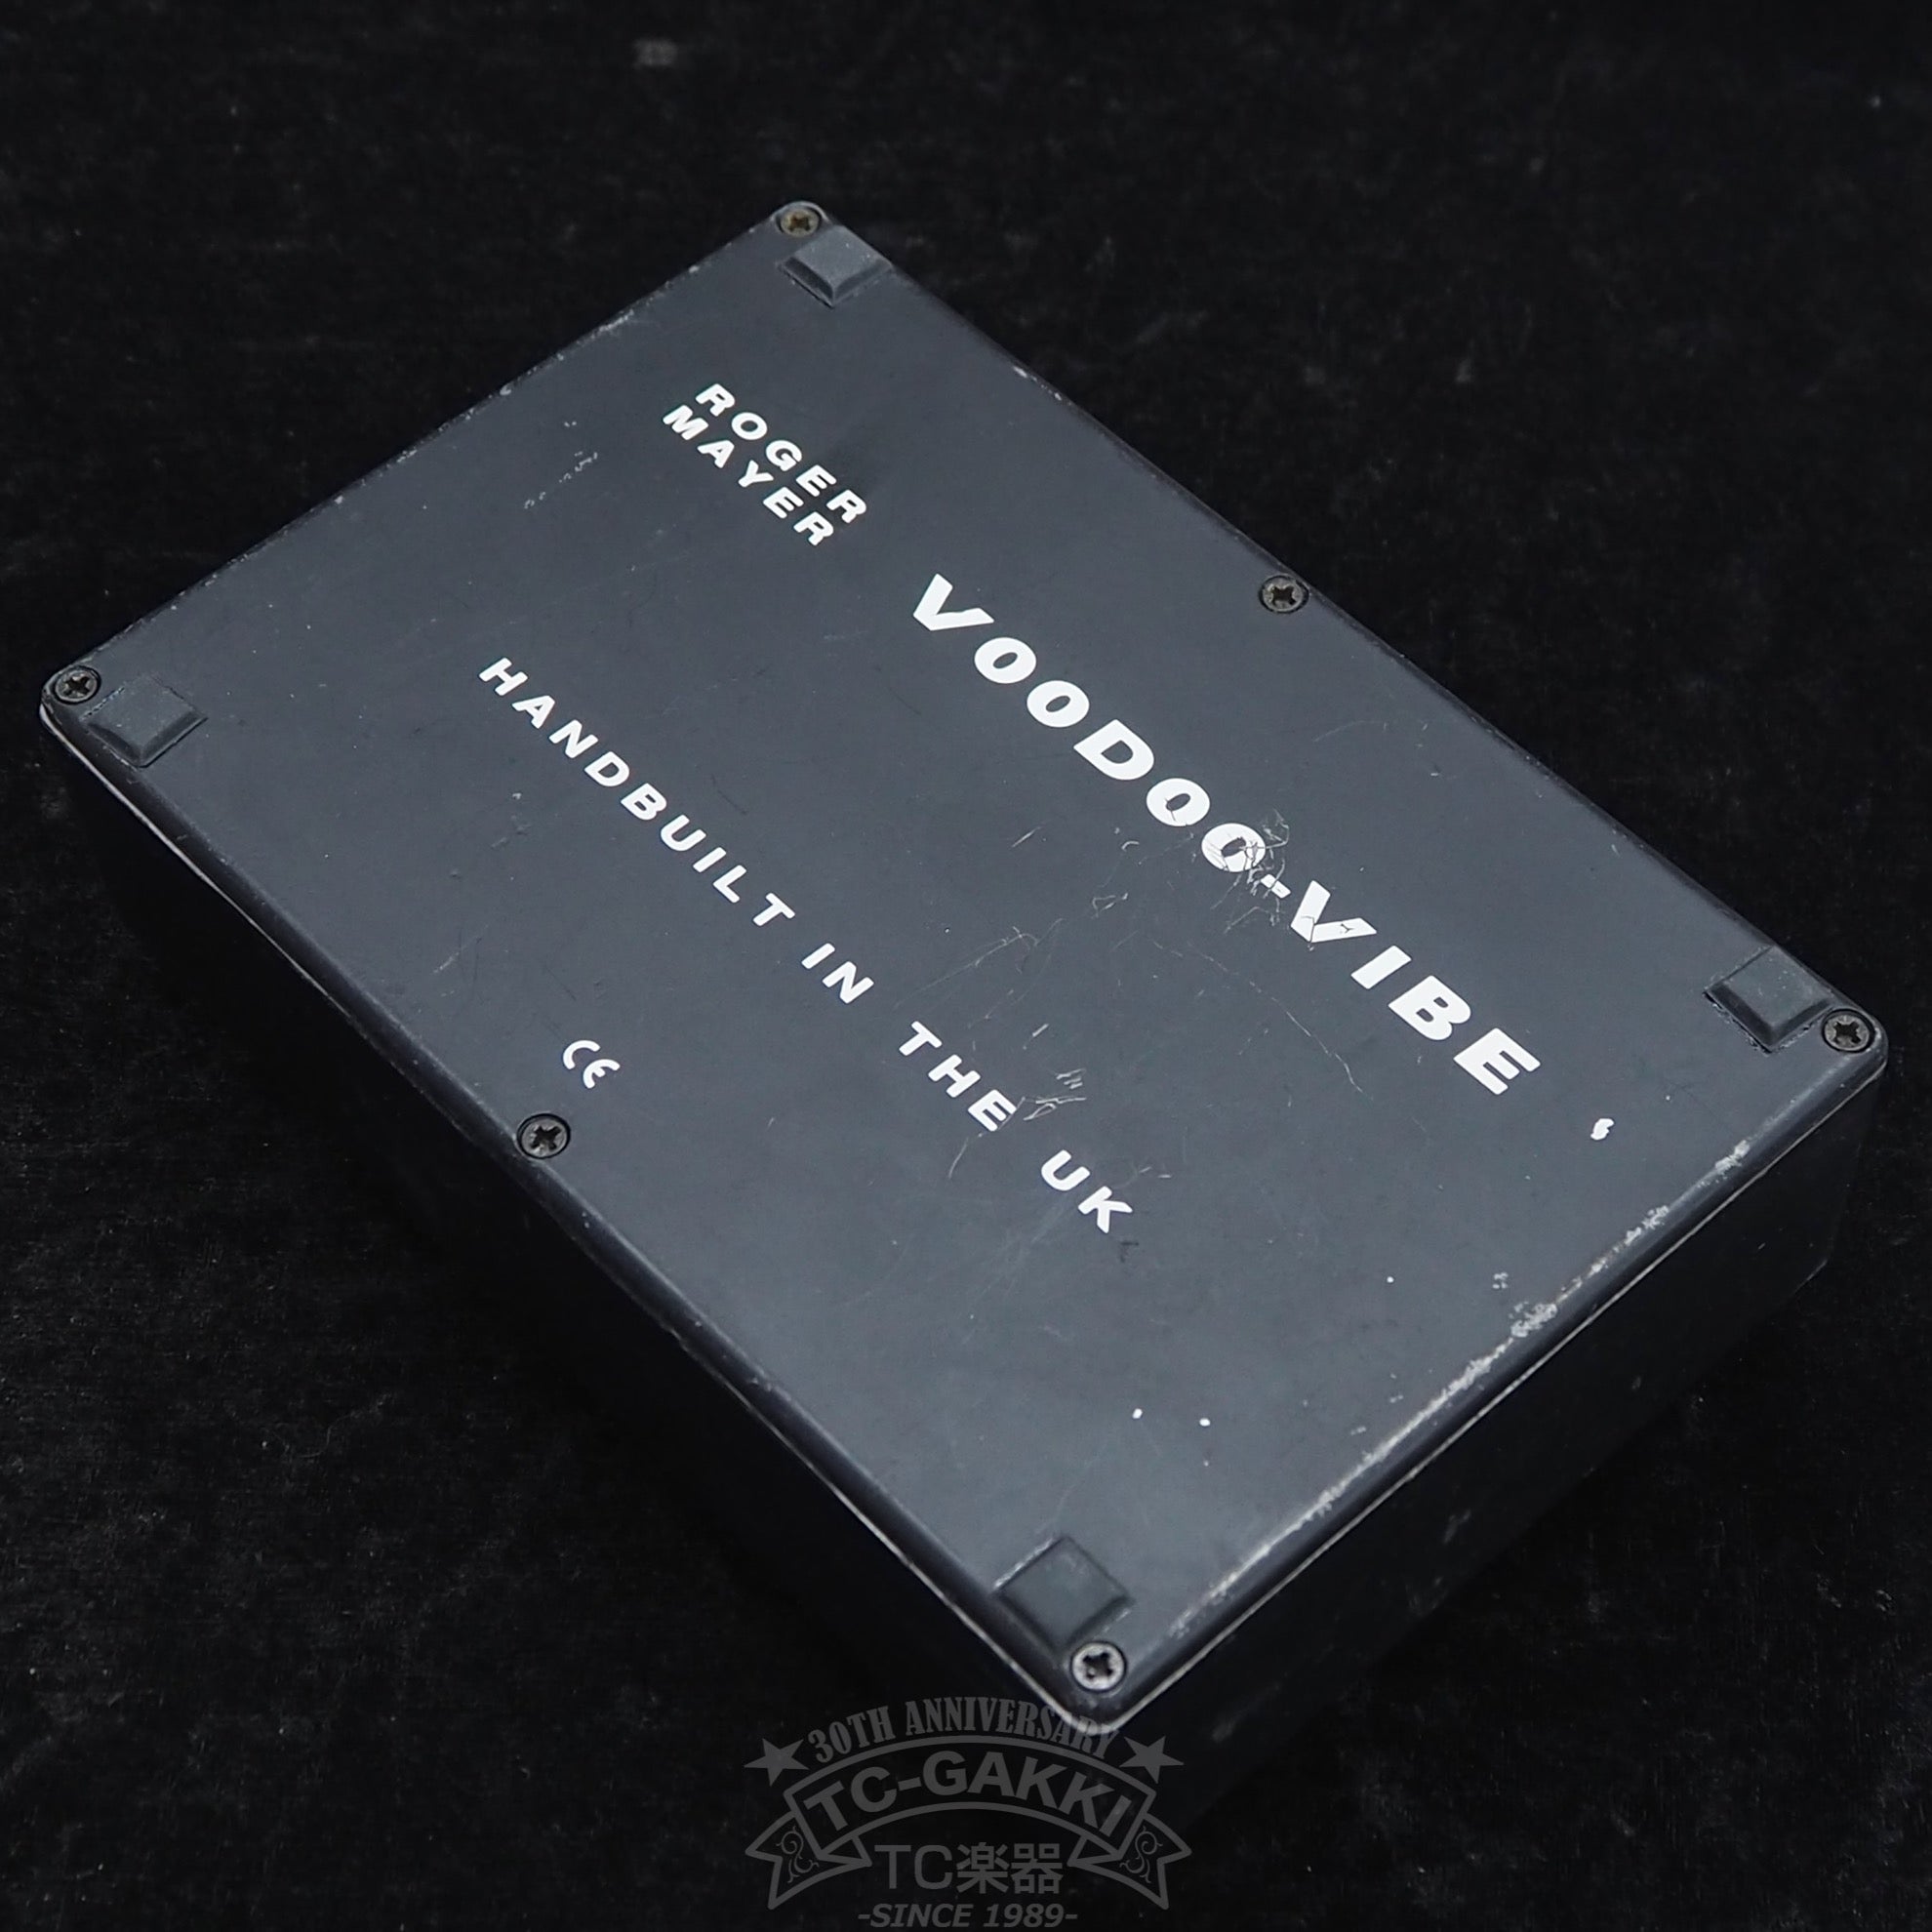 ROGER
MAYER
VOODOO-VIBE
HANDBUILT IN THE UK
CE
30TH ANNIVERSARY
TC-GAKKI
TC楽器
-SINCE 1989-